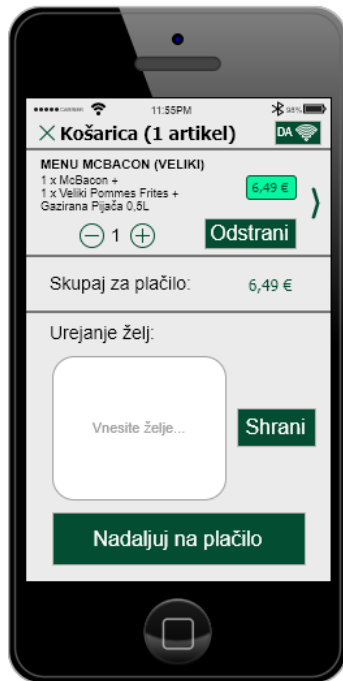 CARRIER 11:55PM 98%
Košarica (1 artikel) DA
MENU MCBACON (VELIKI)
1 x McBacon +
1 x Veliki Pommes Frites +
Gazirana Pijača 0,5L
6,49 €
1
Odstrani
Skupaj za plačilo: 6,49 €
Urejanje želj:
Vnesite želje...
Shrani
Nadaljuj na plačilo